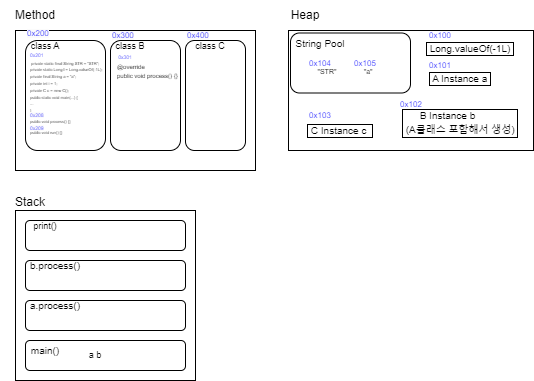 Method
0x200
class A
0x201
private static final String STR = "STR";
private static Long l = Long.valueOf(-1L);
private final String a = "a";
private int i = 1;
private C c = new C();
public static void main(...) {
...
}
0x208
public void process() {}
0x209
public void run() {}
0x300
class B
0x301
@override
public void process() {}
0x400
class C
Heap
String Pool
0x104
"STR"
0x105
"a"
0x100
Long.valueOf(-1L)
0x101
A Instance a
0x102
B Instance b
(A클래스 포함해서 생성)
0x103
C Instance c
Stack
print()
b.process()
a.process()
main()
a b